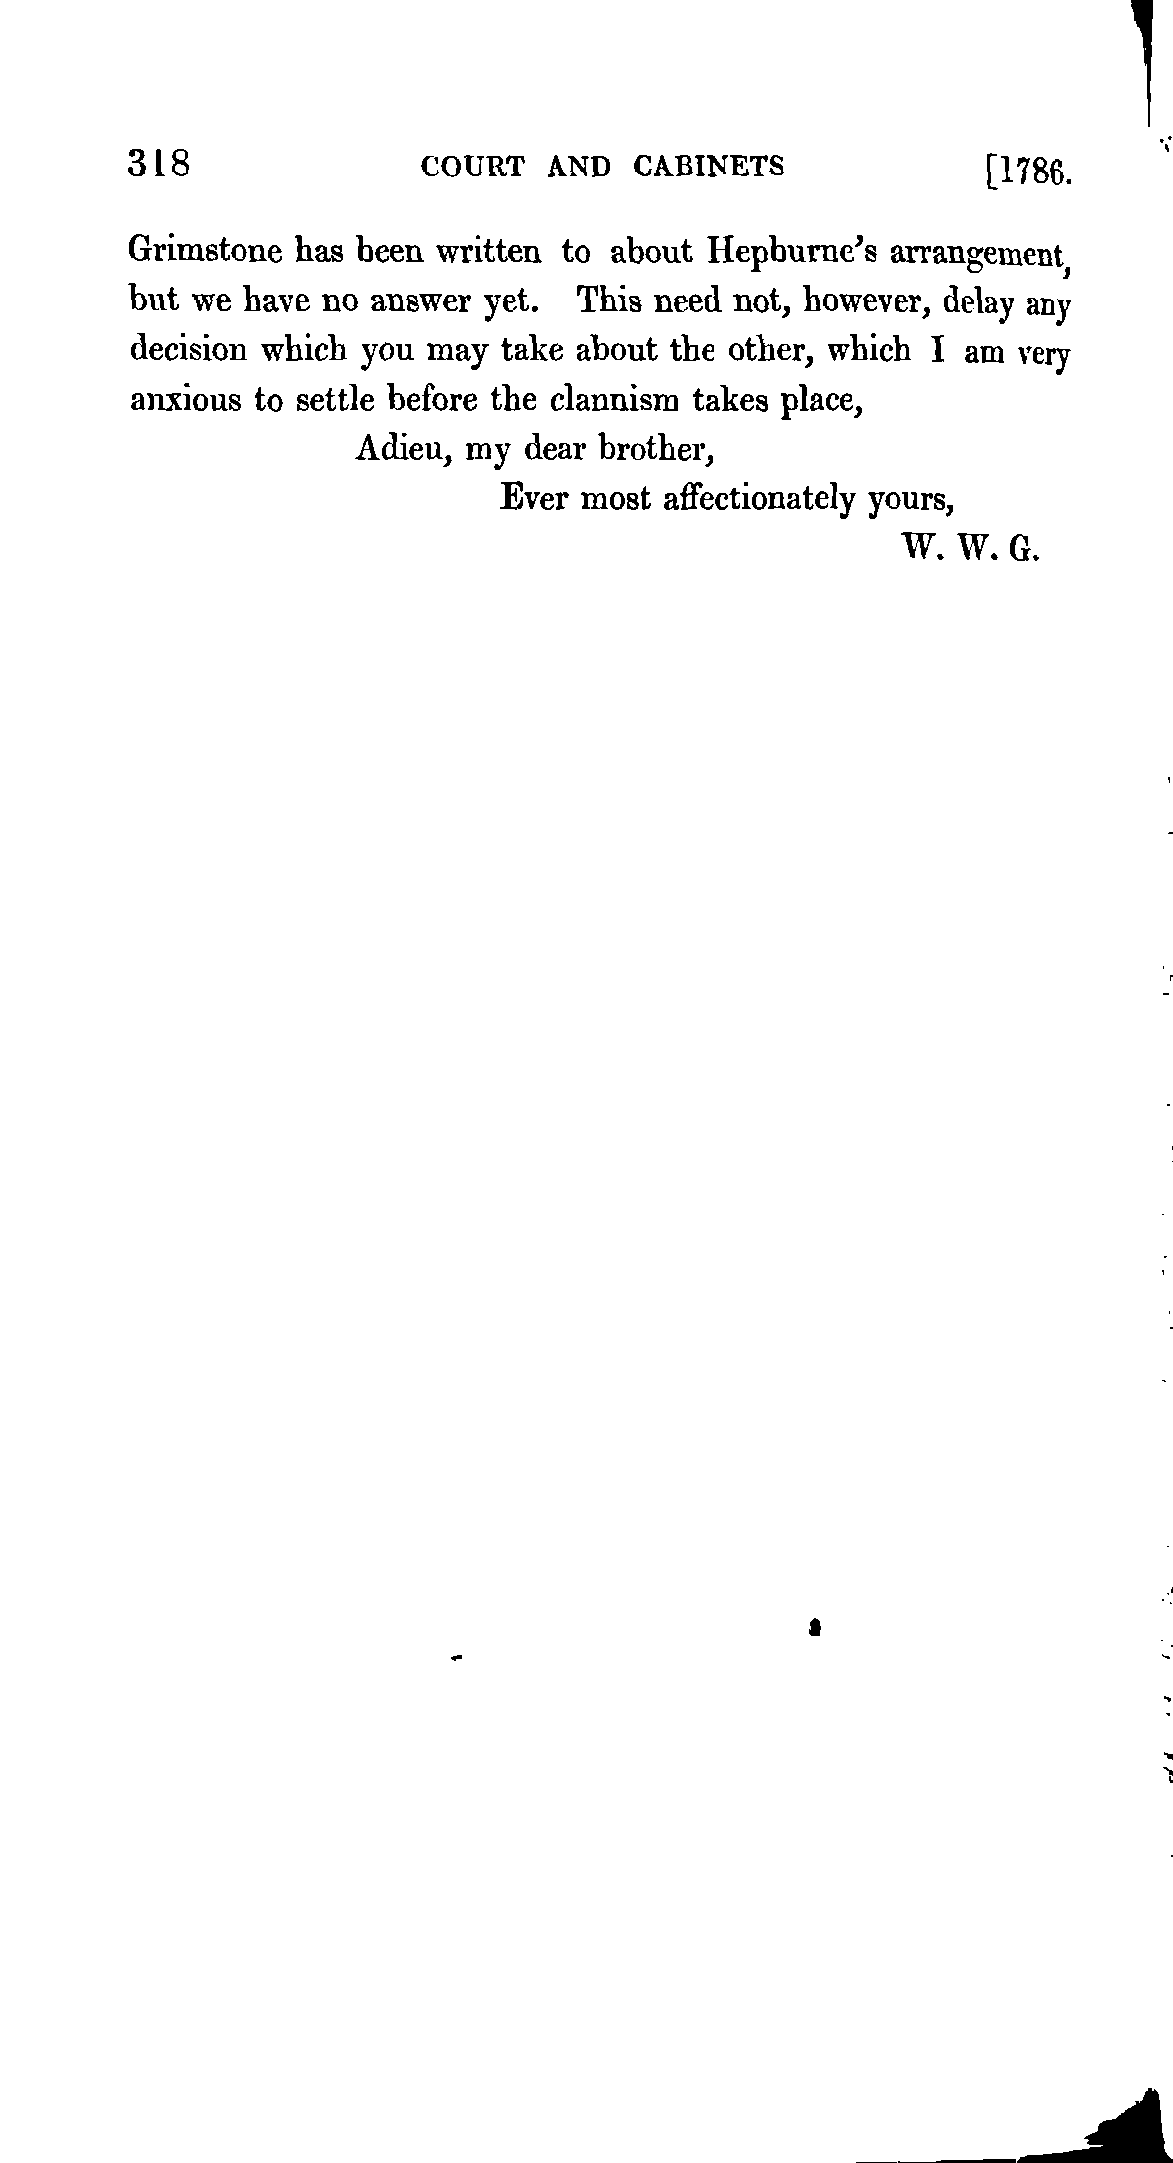 318 COURT AND CABINETS [1786.
Grimstone has been written to about Hepburne's arrangement,
but we have no answer yet. This need not, however, delay any
decision which you may take about the other, which I am very
anxious to settle before the clannism takes place,
Adieu, my dear brother,
Ever most affectionately yours,
W. W. G.